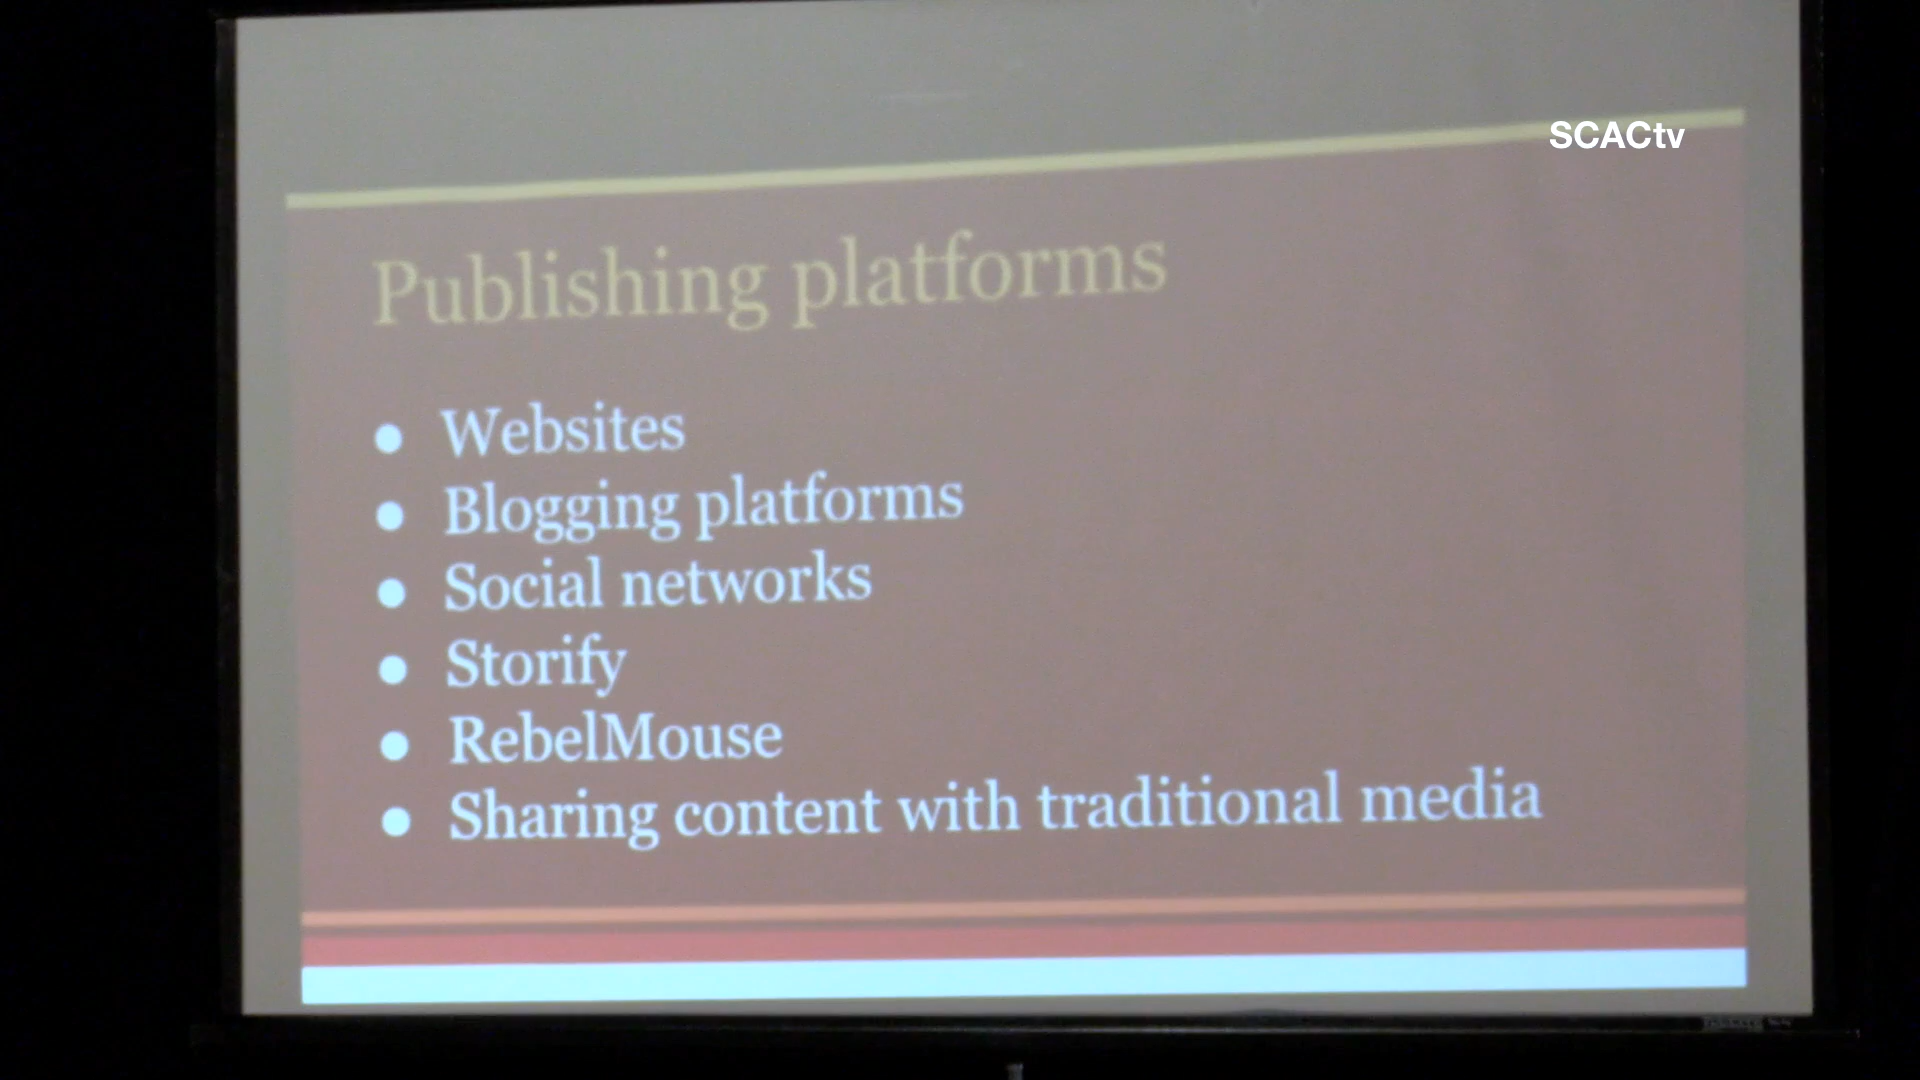 SCACtv
Publishing platforms
Websites
Blogging platforms
Social networks
Storify
RebelMouse
Sharing content with traditional media